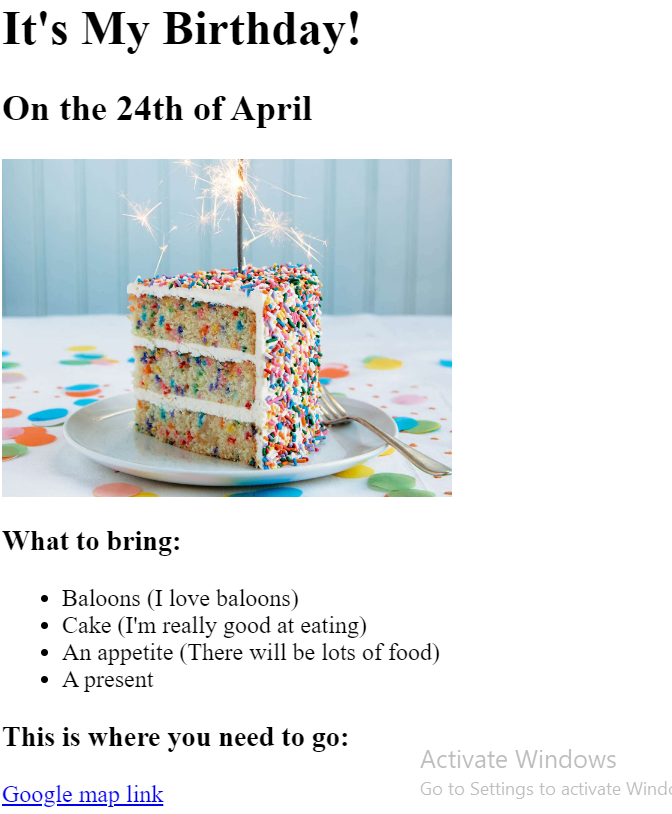 It's My Birthday!
On the 24th of April
What to bring:
Baloons (I love baloons)
Cake (I'm really good at eating)
An appetite (There will be lots of food)
A present
This is where you need to go:
Google map link
Activate Windows
Go to Settings to activate